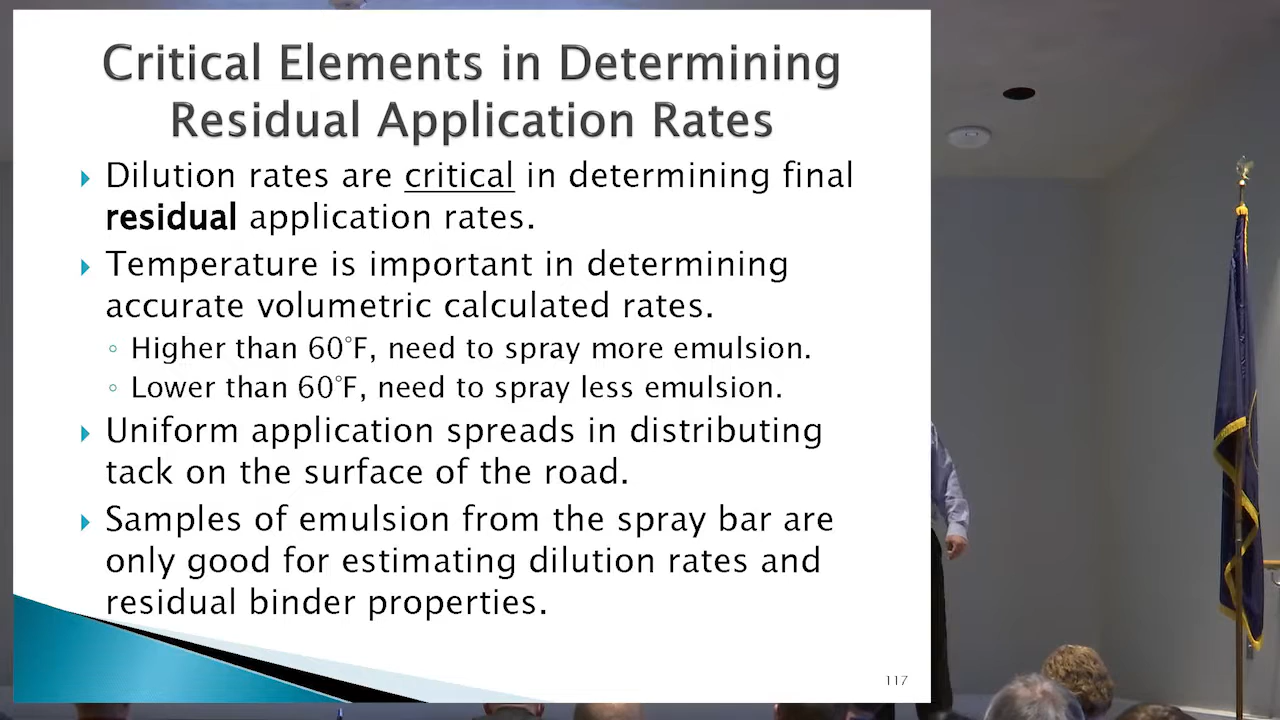 Critical Elements in Determining
Residual Application Rates
Dilution rates are critical in determining final
residual application rates.
Temperature is important in determining
accurate volumetric calculated rates.
Higher than 60°F, need to spray more emulsion.
Lower than 60°F, need to spray less emulsion.
Uniform application spreads in distributing
tack on the surface of the road.
Samples of emulsion from the spray bar are
only good for estimating dilution rates and
residual binder properties.
117